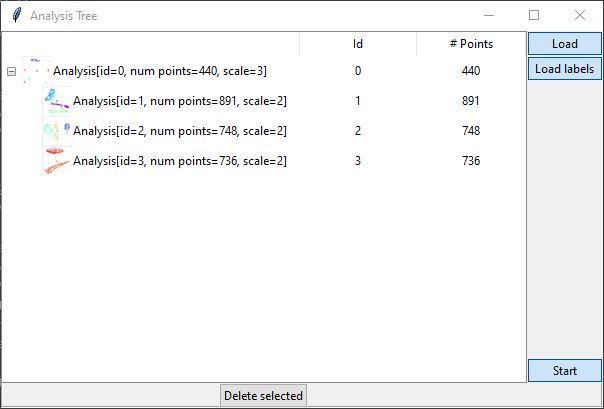 Analysis Tree
Id # Points Load
Load labels
Analysis[id=0, num points=440, scale=3] 0 440
Analysis[id=1, num points=891, scale=2] 1 891
Analysis[id=2, num points=748, scale=2] 2 748
Analysis[id=3, num points=736, scale=2] 3 736
Start
Delete selected